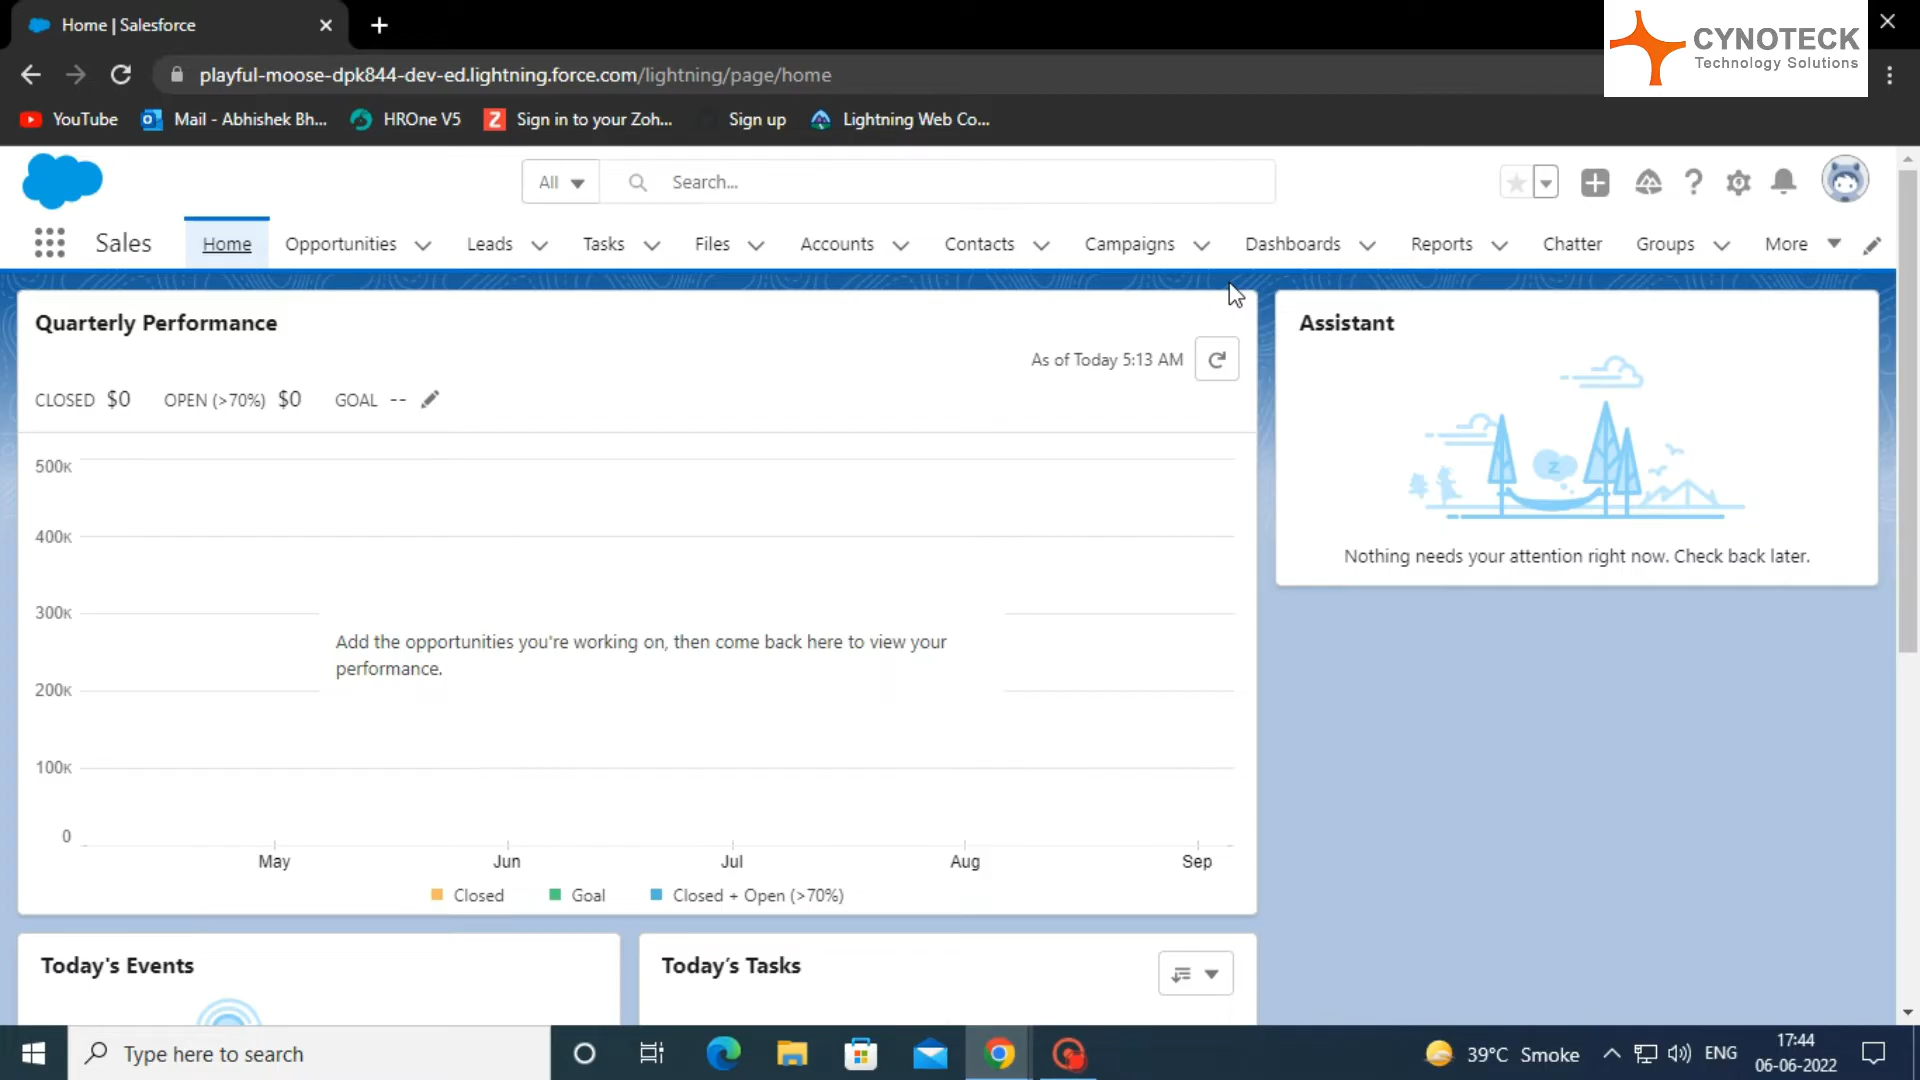 Home | Salesforce
CYNOTECK
Technology Solutions
playful-moose-dpk844-dev-ed.lightning.force.com/lightning/page/home
YouTube
Mail - Abhishek Bh...
HROne V5
Sign in to your Zoh...
Sign up
Lightning Web Co...
All
Search...
Sales
Home
Opportunities
Leads
Tasks
Files
Accounts
Contacts
Campaigns
Dashboards
Reports
Chatter
Groups
More
Quarterly Performance
As of Today 5:13 AM
CLOSED $0 OPEN (>70%) $0 GOAL --
500K
400K
300K
200K
100K
0
Add the opportunities you're working on, then come back here to view your
performance.
May Jun Jul Aug Sep
Closed Goal Closed + Open (>70%)
Assistant
Z
Nothing needs your attention right now. Check back later.
Today's Events
Today's Tasks
Type here to search
39°C Smoke
ENG
17:44
06-06-2022